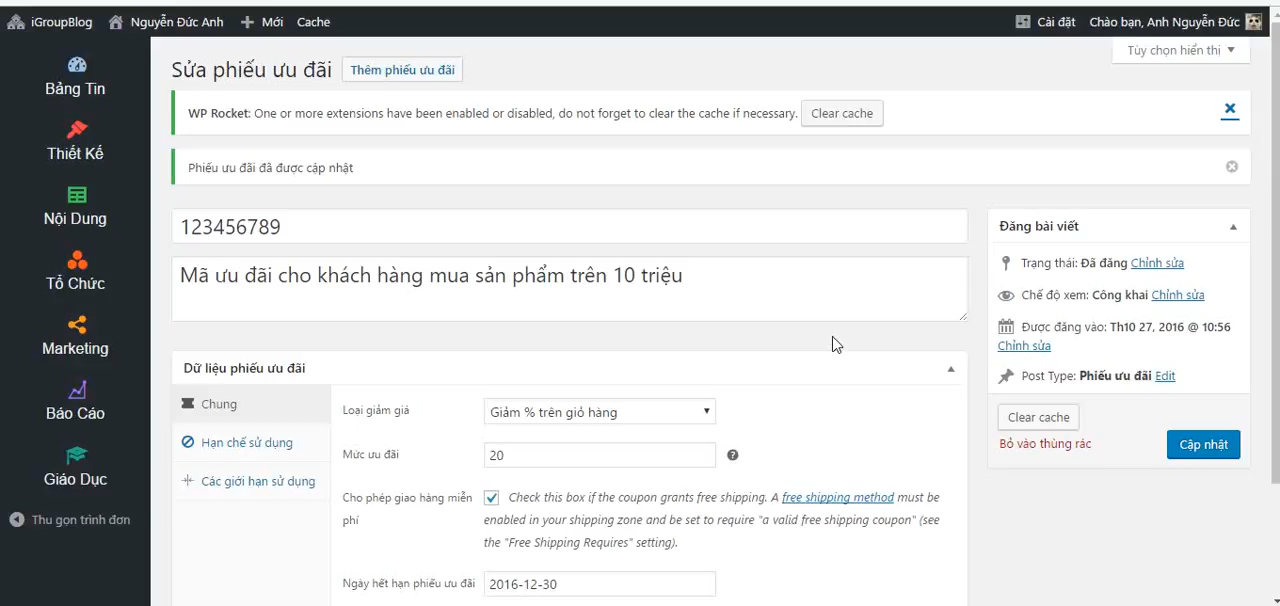 iGroupBlog Nguyễn Đức Anh Mới Cache Cài đặt Chào bạn, Anh Nguyễn Đức
Tùy chọn hiển thị
Sửa phiếu ưu đãi Thêm phiếu ưu đãi
WP Rocket: One or more extensions have been enabled or disabled, do not forget to clear the cache if necessary. Clear cache
Phiếu ưu đãi đã được cập nhật
Bảng Tin
Thiết Kế
Nội Dung
Tổ Chức
Marketing
Báo Cáo
Giáo Dục
Thu gọn trình đơn
123456789
Mã ưu đãi cho khách hàng mua sản phẩm trên 10 triệu
Dữ liệu phiếu ưu đãi
Chung
Hạn chế sử dụng
Các giới hạn sử dụng
Loại giảm giá Giảm % trên giỏ hàng
Mức ưu đãi 20
Cho phép giao hàng miễn phí
Check this box if the coupon grants free shipping. A free shipping method must be
enabled in your shipping zone and be set to require "a valid free shipping coupon" (see
the "Free Shipping Requires" setting).
Ngày hết hạn phiếu ưu đãi 2016-12-30
Đăng bài viết
Trạng thái: Đã đăng Chỉnh sửa
Chế độ xem: Công khai Chỉnh sửa
Được đăng vào: Th10 27, 2016 @ 10:56
Chỉnh sửa
Post Type: Phiếu ưu đãi Edit
Clear cache
Bỏ vào thùng rác
Cập nhật